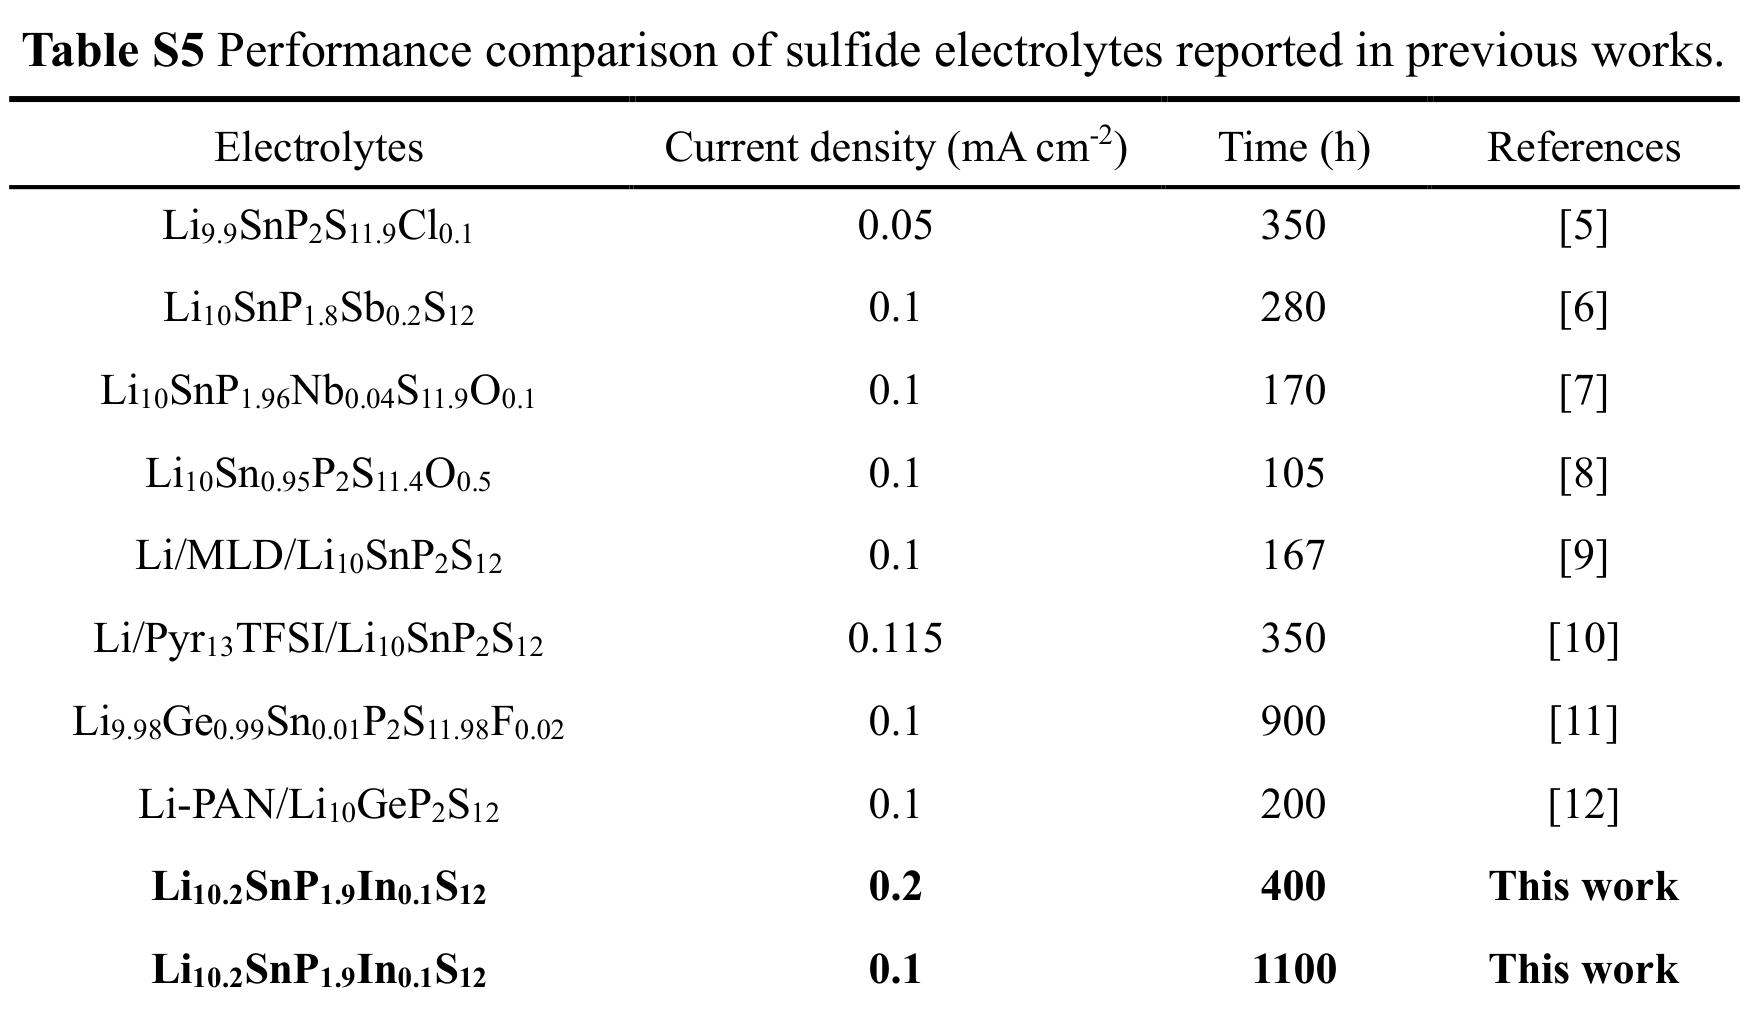 Table S5 Performance comparison of sulfide electrolytes reported in previous works.
Electrolytes Current density (mA cm-2) Time (h) References
Li9.9SnP2S11.9Cl0.1 0.05 350 [5]
Li10SnP1.8Sb0.2S12 0.1 280 [6]
Li10SnP1.96Nb0.04S11.9O0.1 0.1 170 [7]
Li10Sn0.95P2S11.4O0.5 0.1 105 [8]
Li/MLD/Li10SnP2S12 0.1 167 [9]
Li/Pyr13TFSI/Li10SnP2S12 0.115 350 [10]
Li9.98Ge0.99Sn0.01P2S11.98F0.02 0.1 900 [11]
Li-PAN/Li10GeP2S12 0.1 200 [12]
Li10.2SnP1.9In0.1S12 0.2 400 This work
Li10.2SnP1.9In0.1S12 0.1 1100 This work